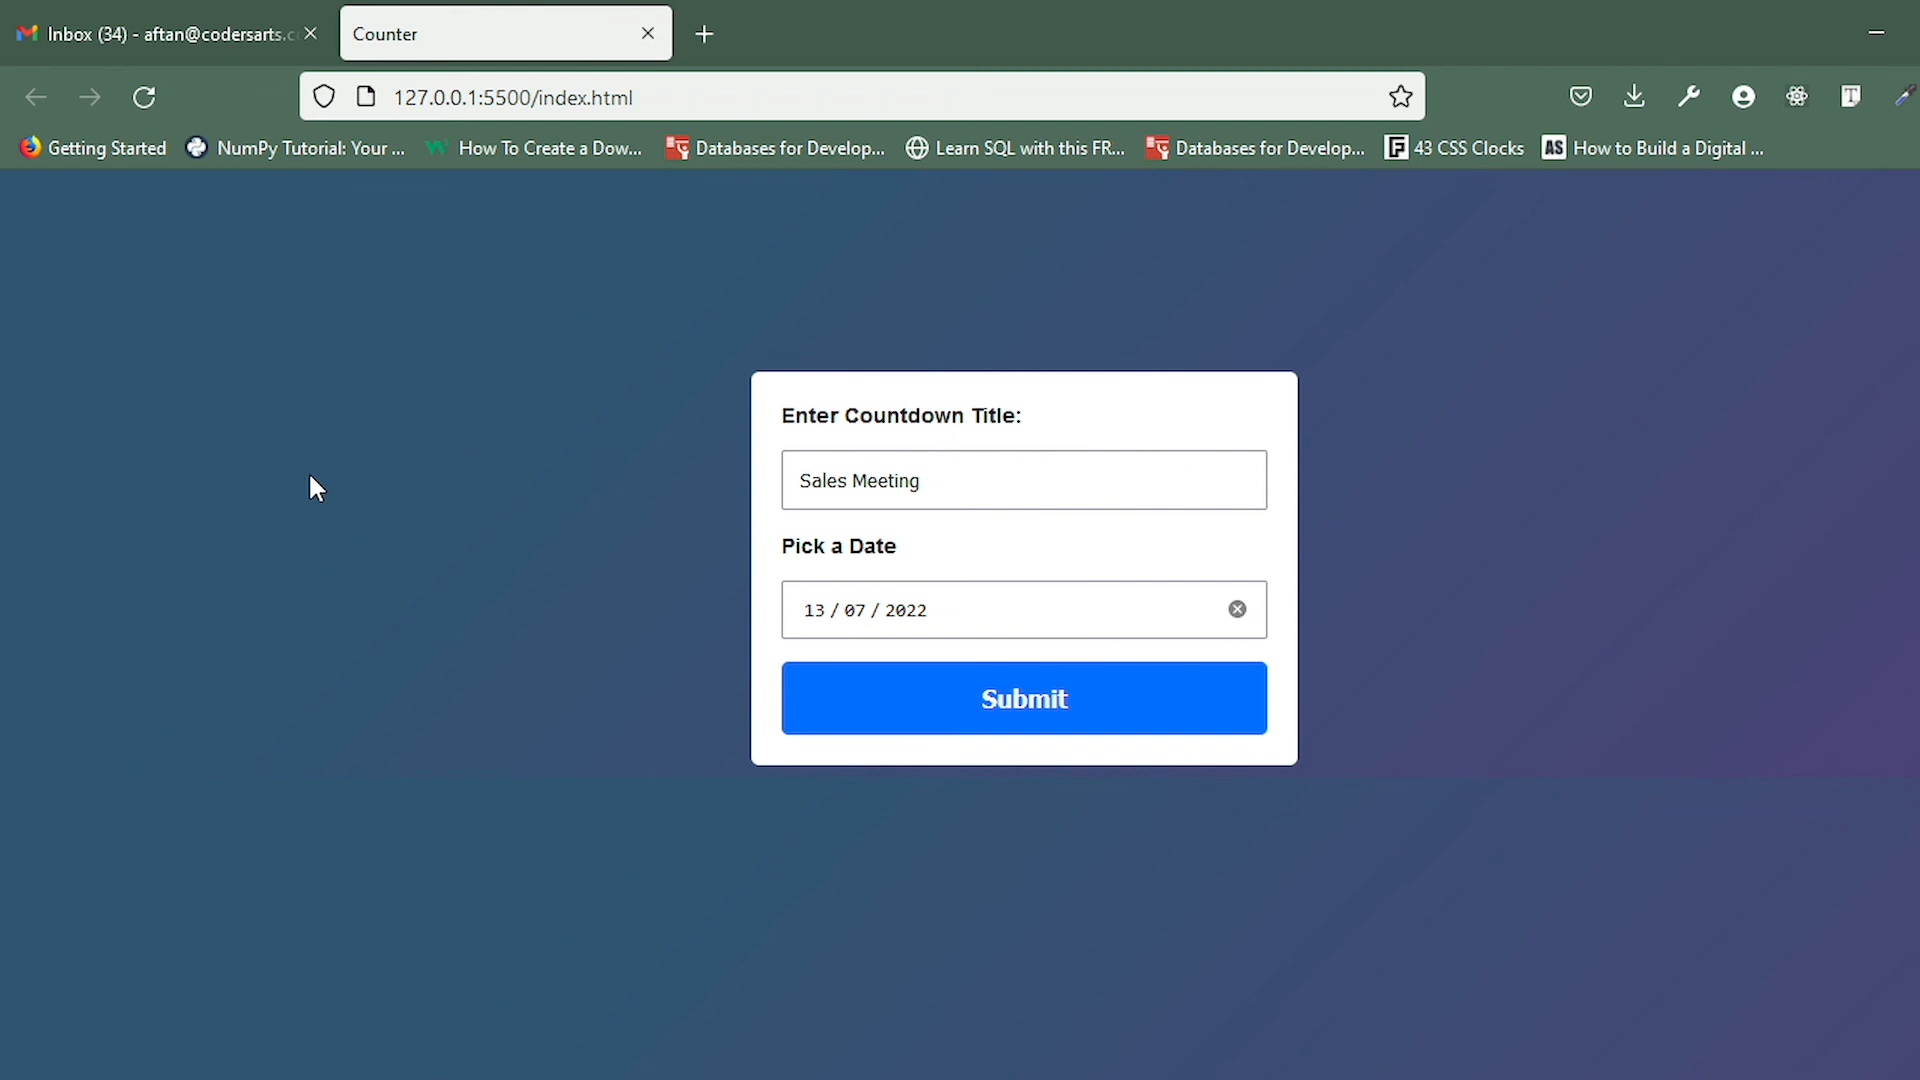 Inbox (34) - aftan@codersarts.c
Counter
127.0.0.1:5500/index.html
Getting Started
NumPy Tutorial: Your ...
W
How To Create a Dow...
Databases for Develop...
Learn SQL with this FR...
Databases for Develop...
F 43 CSS Clocks
AS How to Build a Digital ...
Enter Countdown Title:
Sales Meeting
Pick a Date
13 / 07 / 2022
Submit